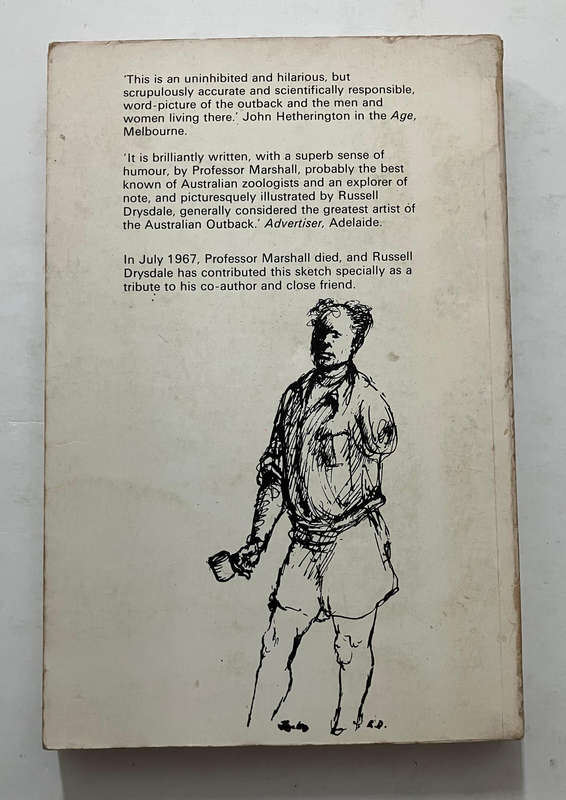 'This is an uninhibited and hilarious, but
scrupulously accurate and scientifically responsible,
word-picture of the outback and the men and
women living there.' John Hetherington in the Age,
Melbourne.
'It is brilliantly written, with a superb sense of
humour, by Professor Marshall, probably the best
known of Australian zoologists and an explorer of
note, and picturesquely illustrated by Russell
Drysdale, generally considered the greatest artist of
the Australian Outback.' Advertiser, Adelaide.
In July 1967, Professor Marshall died, and Russell
Drysdale has contributed this sketch specially as a
tribute to his co-author and close friend.
R.D.